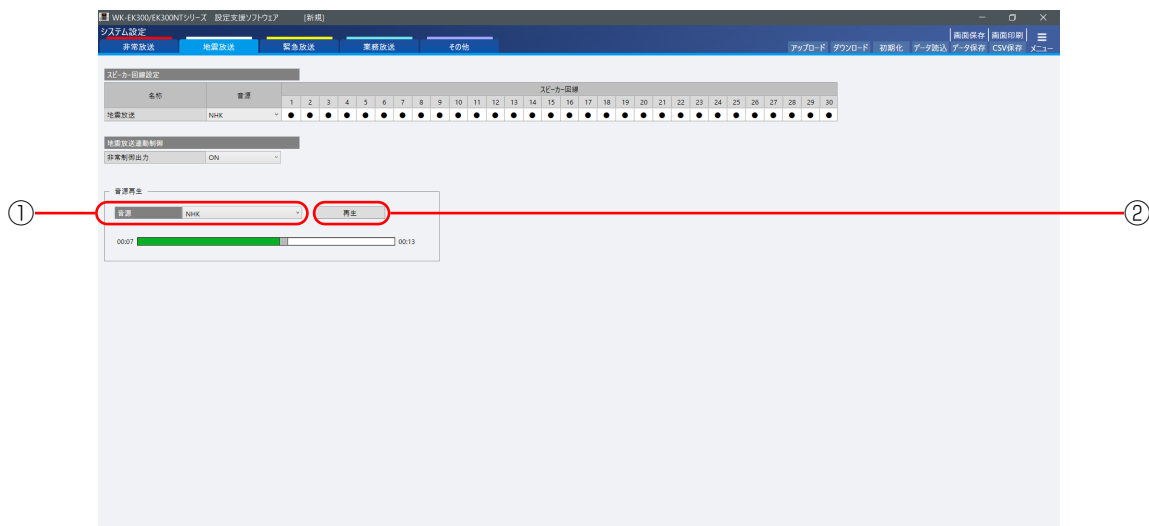 WK-EK300/EK300NTシリーズ 設定支援ソフトウェア [新規]
システム設定
画面保存 画面印刷
非常放送 地震放送 緊急放送 業務放送 その他
アップロード ダウンロード 初期化 データ読込 データ保存 CSV保存 メニュー
スピーカー回線設定
名称 音源 スピーカー回線
1 2 3 4 5 6 7 8 9 10 11 12 13 14 15 16 17 18 19 20 21 22 23 24 25 26 27 28 29 30
地震放送 NHK ● ● ● ● ● ● ● ● ● ● ● ● ● ● ● ● ● ● ● ● ● ● ● ● ● ● ● ● ● ●
地震放送連動制御
非常制御出力 ON
音源再生
① 音源 NHK 再生 ②
00:07 00:13